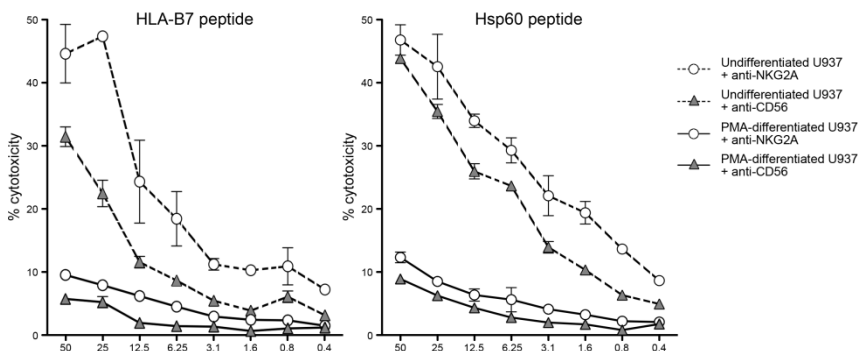 HLA-B7 peptide
50
40
30
20
10
0
% cytotoxicity
50 25 12.5 6.25 3.1 1.6 0.8 0.4
Hsp60 peptide
50
40
30
20
10
0
% cytotoxicity
50 25 12.5 6.25 3.1 1.6 0.8 0.4
Undifferentiated U937
+ anti-NKG2A
Undifferentiated U937
+ anti-CD56
PMA-differentiated U937
+ anti-NKG2A
PMA-differentiated U937
+ anti-CD56